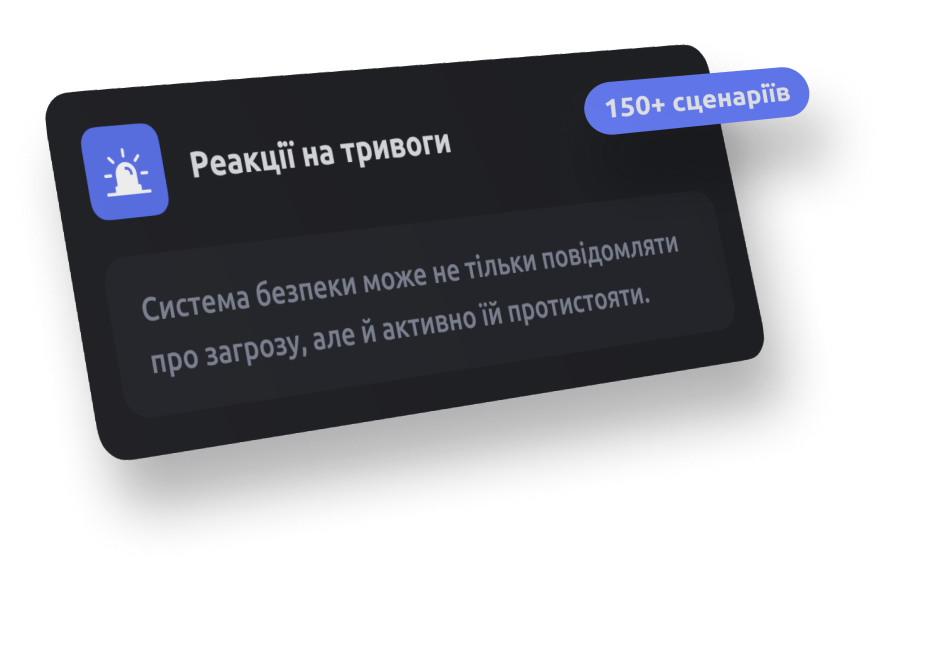 150+ сценаріїв
Реакції на тривоги
Система безпеки може не тільки повідомляти
про загрозу, але й активно їй протистояти.